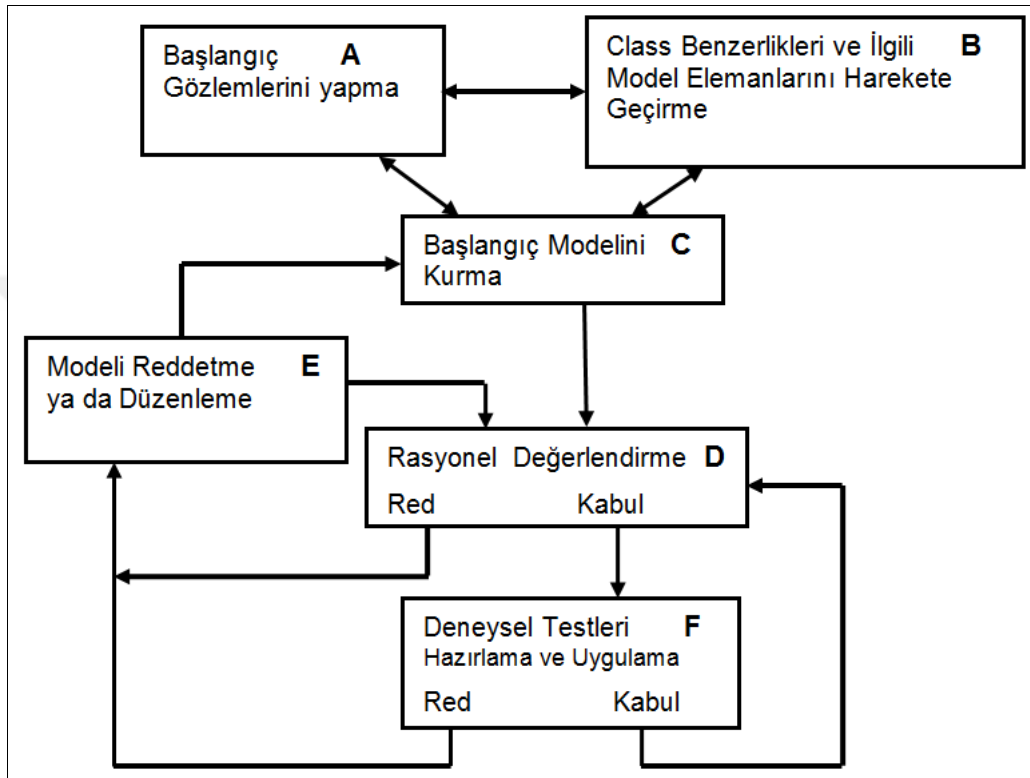 Başlangıç A
Gözlemlerini yapma
Class Benzerlikleri ve İlgili B
Model Elemanlarını Harekete
Geçirme
Başlangıç Modelini C
Kurma
Modeli Reddetme E
ya da Düzenleme
Rasyonel Değerlendirme D
Red Kabul
Deneysel Testleri F
Hazırlama ve Uygulama
Red Kabul